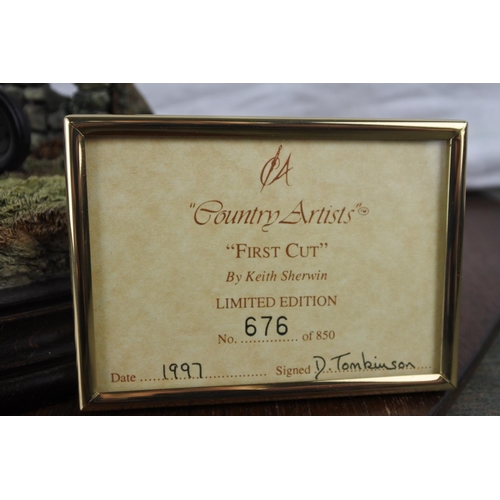 CA
"Country Artists"©
"FIRST CUT"
By Keith Sherwin
LIMITED EDITION
No. 676 of 850
Date 1997 Signed D. Tomkinson